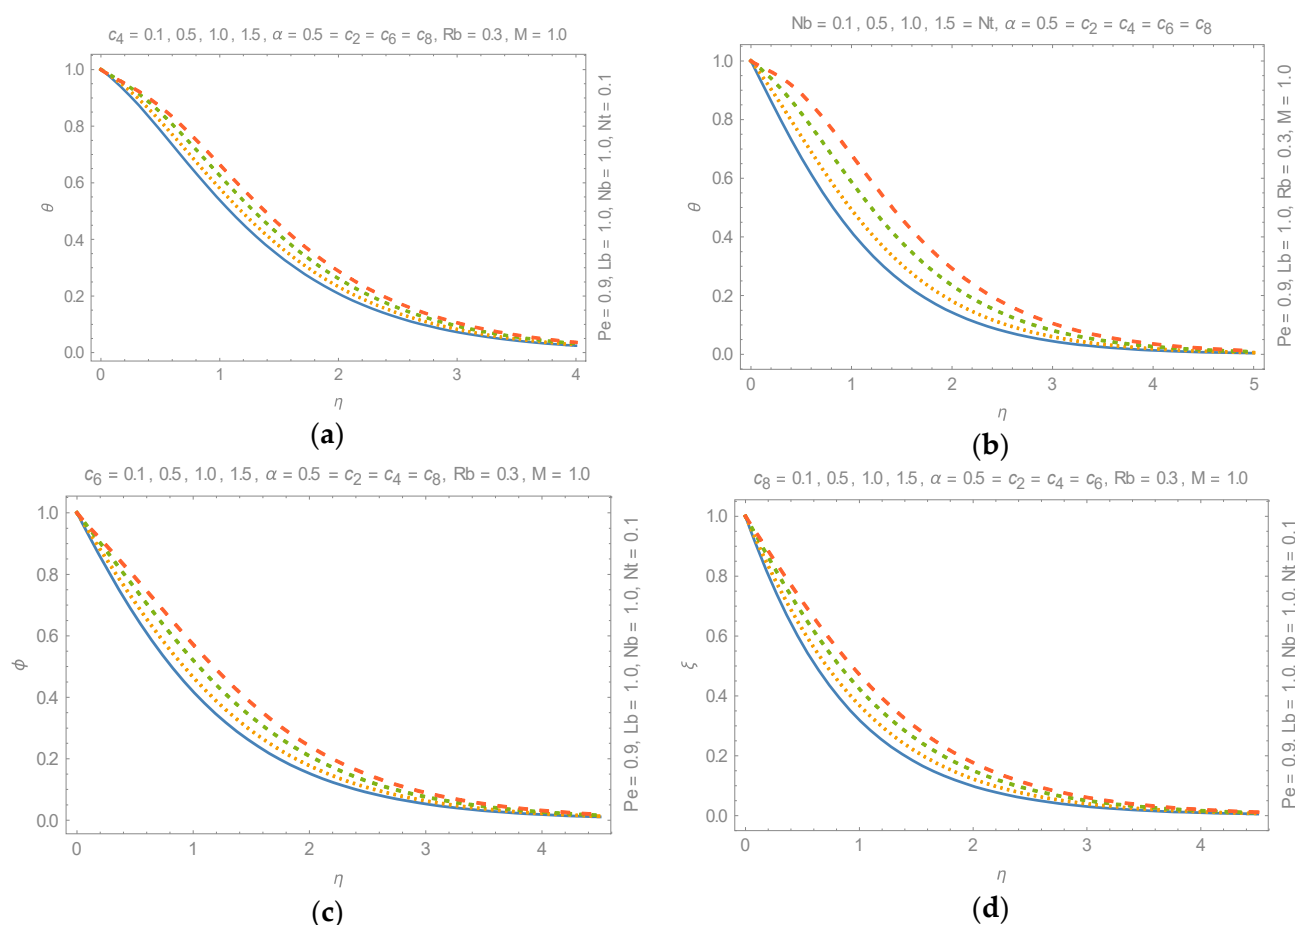 c₄ = 0.1 , 0.5 , 1.0 , 1.5 , α = 0.5 = c₂ = c₆ = c₈, Rb = 0.3 , M = 1.0
1.0
0.8
0.6
0.4
0.2
0.0
θ
0 1 2 3 4
η
Pe = 0.9, Lb = 1.0, Nb = 1.0, Nt = 0.1
(a)
Nb = 0.1 , 0.5 , 1.0 , 1.5 = Nt , α = 0.5 = c₂ = c₄ = c₆ = c₈
1.0
0.8
0.6
0.4
0.2
0.0
θ
0 1 2 3 4 5
η
Pe = 0.9, Lb = 1.0, Rb = 0.3, M = 1.0
(b)
c₆ = 0.1 , 0.5 , 1.0 , 1.5 , α = 0.5 = c₂ = c₄ = c₈, Rb = 0.3 , M = 1.0
1.0
0.8
0.6
0.4
0.2
0.0
ϕ
0 1 2 3 4
η
Pe = 0.9, Lb = 1.0, Nb = 1.0, Nt = 0.1
(c)
c₈ = 0.1 , 0.5 , 1.0 , 1.5 , α = 0.5 = c₂ = c₄ = c₆, Rb = 0.3 , M = 1.0
1.0
0.8
0.6
0.4
0.2
0.0
ξ
0 1 2 3 4
η
Pe = 0.9, Lb = 1.0, Nb = 1.0, Nt = 0.1
(d)